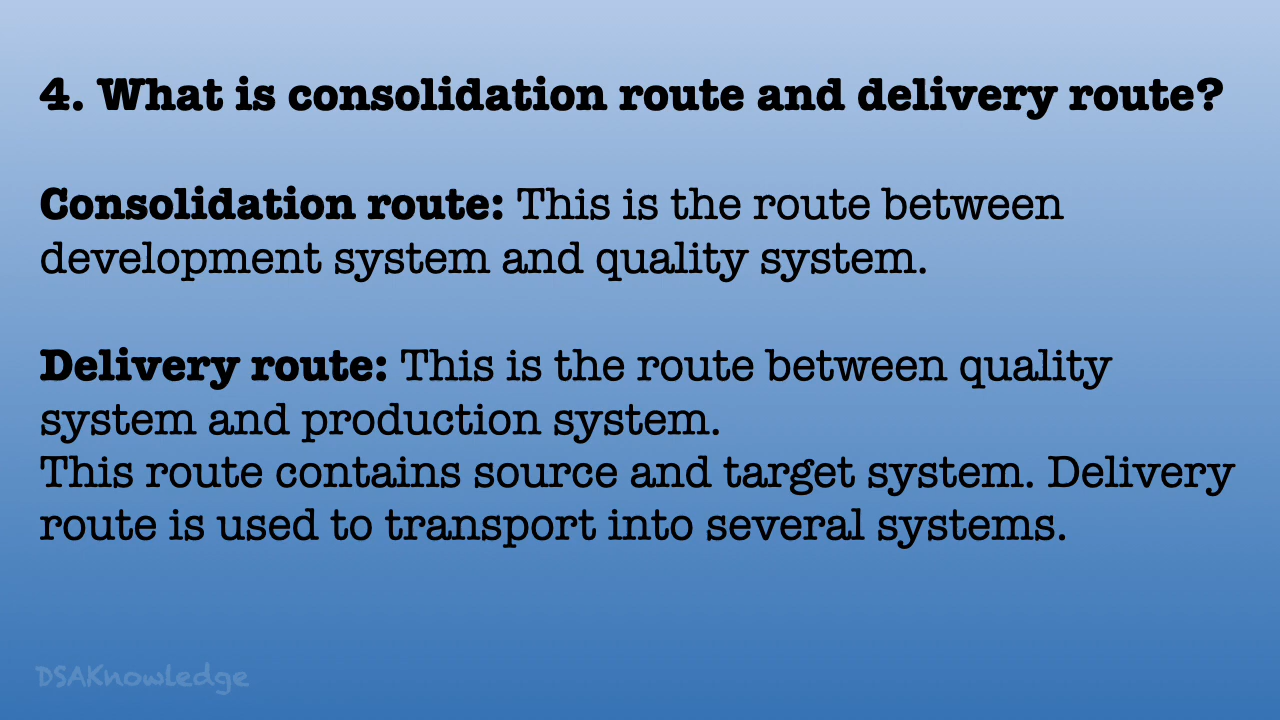 4. What is consolidation route and delivery route?
Consolidation route: This is the route between
development system and quality system.
Delivery route: This is the route between quality
system and production system.
This route contains source and target system. Delivery
route is used to transport into several systems.
DSAKnowledge